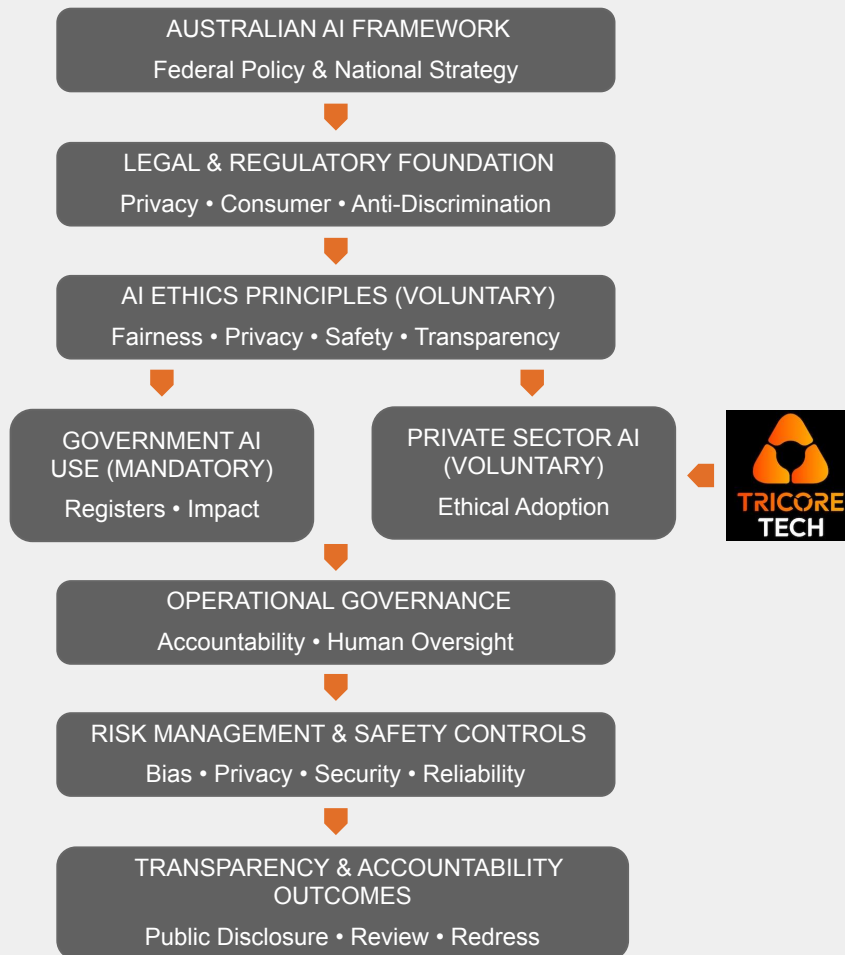 AUSTRALIAN AI FRAMEWORK
Federal Policy & National Strategy
LEGAL & REGULATORY FOUNDATION
Privacy • Consumer • Anti-Discrimination
AI ETHICS PRINCIPLES (VOLUNTARY)
Fairness • Privacy • Safety • Transparency
GOVERNMENT AI
USE (MANDATORY)
Registers • Impact
PRIVATE SECTOR AI
(VOLUNTARY)
Ethical Adoption
TRICORE
TECH
OPERATIONAL GOVERNANCE
Accountability • Human Oversight
RISK MANAGEMENT & SAFETY CONTROLS
Bias • Privacy • Security • Reliability
TRANSPARENCY & ACCOUNTABILITY
OUTCOMES
Public Disclosure • Review • Redress